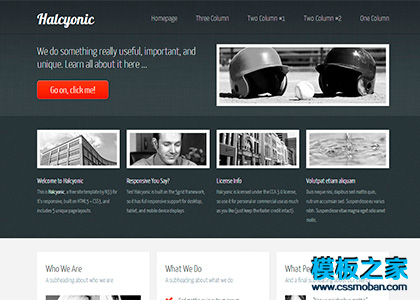 Halcyonic
Homepage Three Column Two Column #1 Two Column #2 One Column
We do something really useful, important, and
unique. Learn all about it here ...
Go on, click me!
Welcome to Halcyonic
This is Halcyonic, a free site template by
It's responsive, built on HTML5 + CSS3, and
includes 5 unique page layouts.
Responsive You Say?
Yes! Halcyonic is built on the 5grid framework,
so it has full responsive support for desktop,
tablet, and mobile device displays.
License Info
Halcyonic is licensed under the CCA 3.0 license,
so use it for personal or commercial use as much
as you like (just keep the footer credit intact).
Volutpat etiam aliquam
Duis neque nisi, dapibus sed mattis quis,
rutrum accumsan sed. Suspendisse eu varius
nibh. Suspendisse vitae magna eget odio amet
mollis.
Who We Are
A subheading about who we are
What We Do
A subheading about what we do
What Pe
And a final su
模板之家
www.cssmoban.com